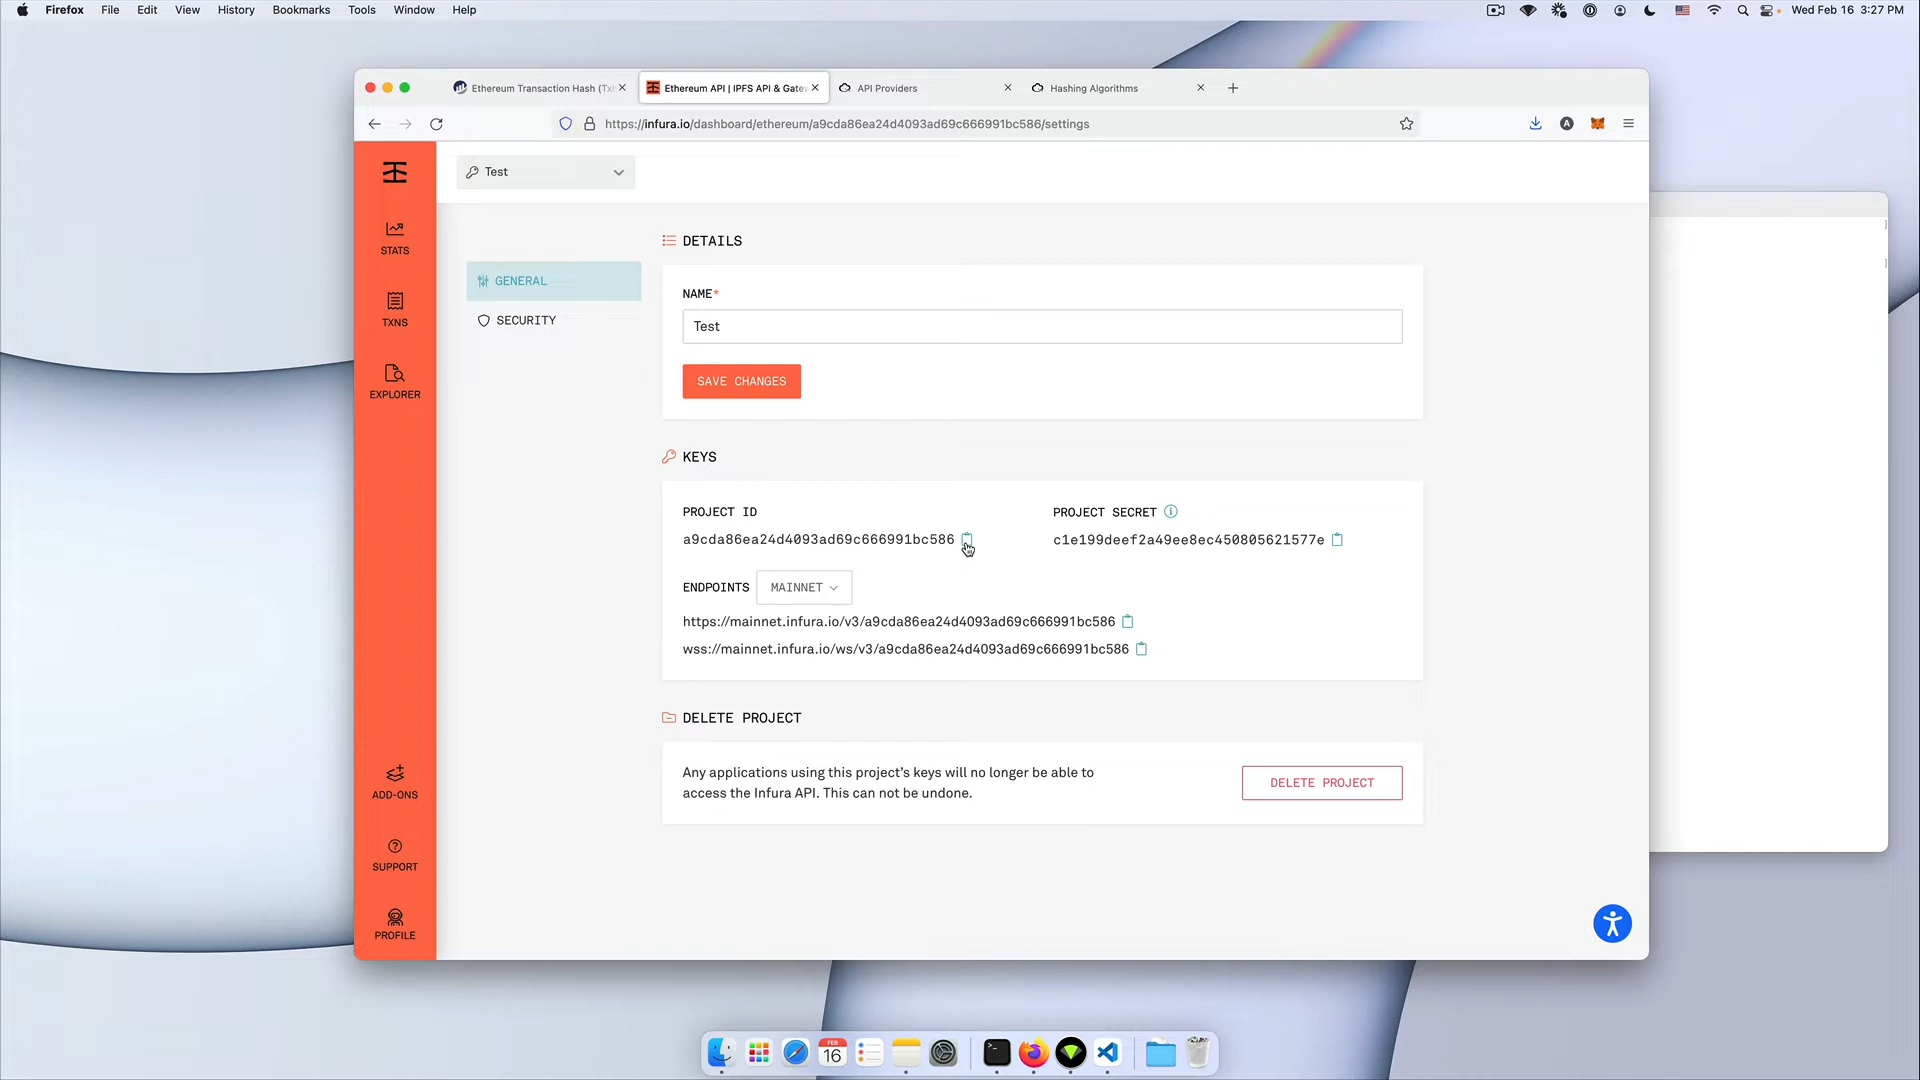 Firefox File Edit View History Bookmarks Tools Window Help
Wed Feb 16 3:27 PM
Ethereum Transaction Hash (Tx
Ethereum API | IPFS API & Gate
API Providers
Hashing Algorithms
https://infura.io/dashboard/ethereum/a9cda86ea24d4093ad69c666991bc586/settings
A
Test
STATS
TXNS
EXPLORER
ADD-ONS
SUPPORT
PROFILE
GENERAL
SECURITY
DETAILS
NAME*
Test
SAVE CHANGES
KEYS
PROJECT ID
a9cda86ea24d4093ad69c666991bc586
PROJECT SECRET
c1e199deef2a49ee8ec450805621577e
ENDPOINTS MAINNET
https://mainnet.infura.io/v3/a9cda86ea24d4093ad69c666991bc586
wss://mainnet.infura.io/ws/v3/a9cda86ea24d4093ad69c666991bc586
DELETE PROJECT
Any applications using this project's keys will no longer be able to
access the Infura API. This can not be undone.
DELETE PROJECT
FEB
16